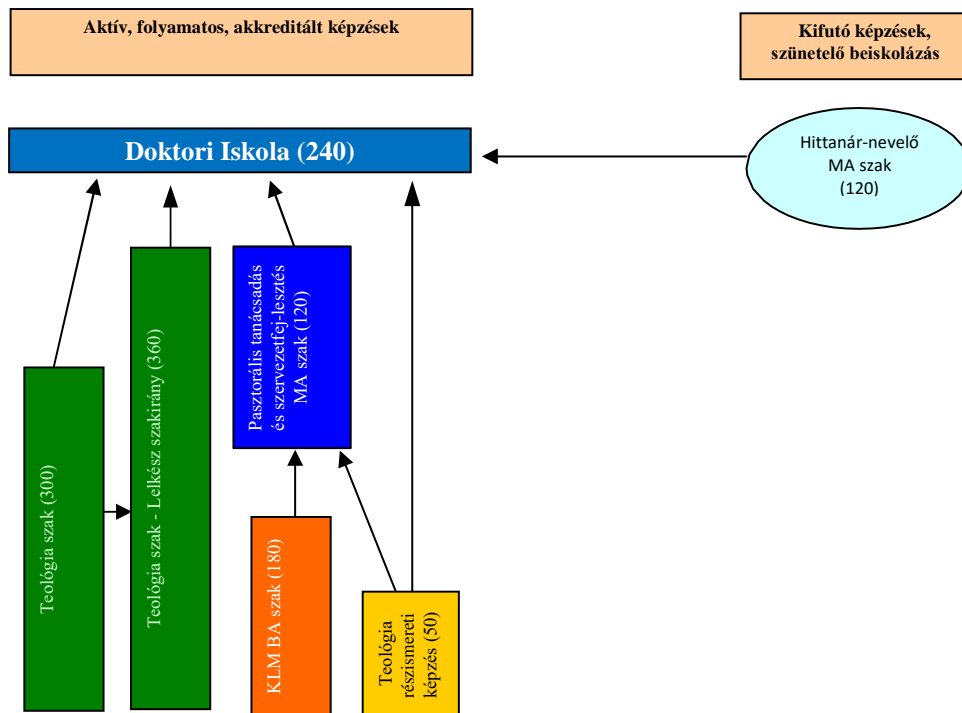 Aktív, folyamatos, akkreditált képzések
Kifutó képzések,
szünetelő beiskolázás
Doktori Iskola (240)
Hittanár-nevelő
MA szak
(120)
Teológia szak (300)
Teológia szak - Lelkész szakirány (360)
Pasztorális tanácsadás
és szervezetfej-lesztés
MA szak (120)
KLM BA szak (180)
Teológia
részismereti
képzés (50)